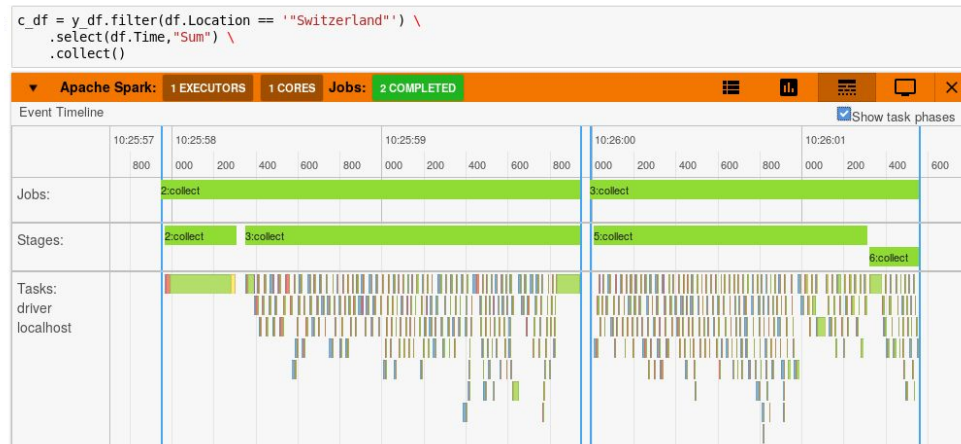 c_df = y_df.filter(df.Location == '"Switzerland"') \
.select(df.Time,"Sum") \
.collect()
Apache Spark: 1 EXECUTORS 1 CORES Jobs: 2 COMPLETED
Event Timeline
Show task phases
10:25:57 10:25:58 10:25:59 10:26:00 10:26:01
800 000 200 400 600 800 000 200 400 600 800 000 200 400 600 800 000 200 400 600
Jobs: 2:collect 3:collect
Stages: 2:collect 3:collect 5:collect
6:collect
Tasks:
driver
localhost